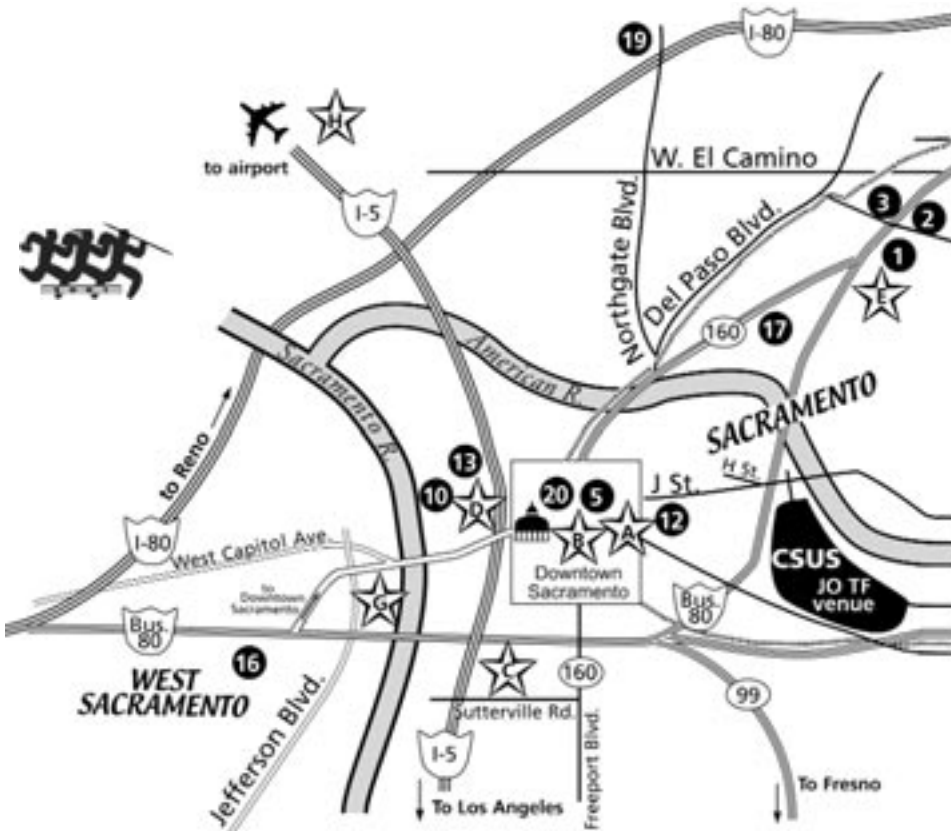 19
I-80
H
to airport
W. El Camino
I-5
3
2
Northgate Blvd.
Del Paso Blvd.
1
E
160
17
Sacramento R.
American R.
SACRAMENTO
to Reno
13
H St.
10
D
20
5
J St.
B
A
12
I-80
West Capitol Ave.
CSUS
JO TF
venue
to
Downtown
Sacramento
Downtown
Sacramento
G
Bus.
80
Bus.
80
16
WEST
SACRAMENTO
C
160
99
Sutterville Rd.
Jefferson Blvd.
I-5
Freeport Blvd.
To Los Angeles
To Fresno